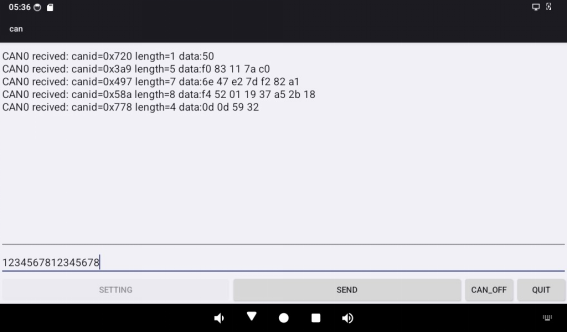 05:36
can
CAN0 recived: canid=0x720 length=1 data:50
CAN0 recived: canid=0x3a9 length=5 data:f0 83 11 7a c0
CAN0 recived: canid=0x497 length=7 data:6e 47 e2 7d f2 82 a1
CAN0 recived: canid=0x58a length=8 data:f4 52 01 19 37 a5 2b 18
CAN0 recived: canid=0x778 length=4 data:0d 0d 59 32
1234567812345678
SETTING SEND CAN_OFF QUIT